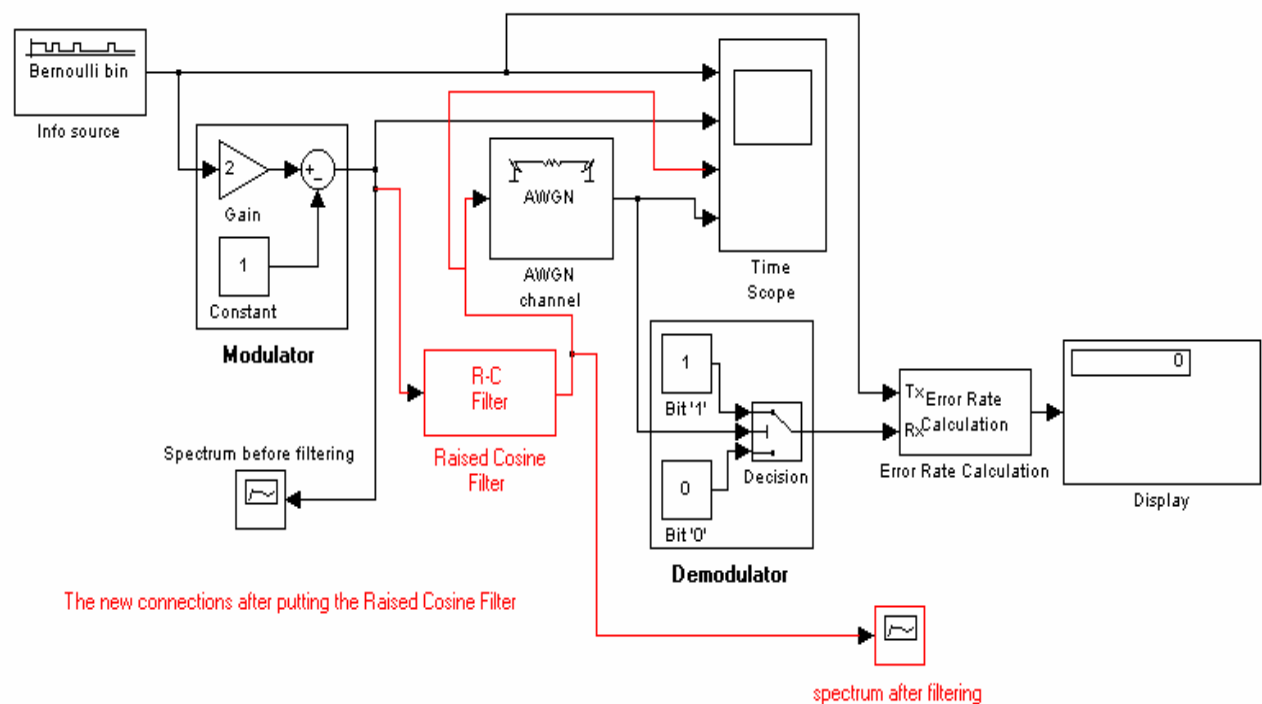 Bernoulli bin
Info source
2
Gain
+
-
1
Constant
Modulator
AWGN
AWGN
channel
Time
Scope
R-C
Filter
Raised Cosine
Filter
Spectrum before filtering
1
Bit '1'
0
Bit '0'
Decision
Demodulator
Tx
Rx
Error Rate
Calculation
Error Rate Calculation
0
Display
The new connections after putting the Raised Cosine Filter
spectrum after filtering